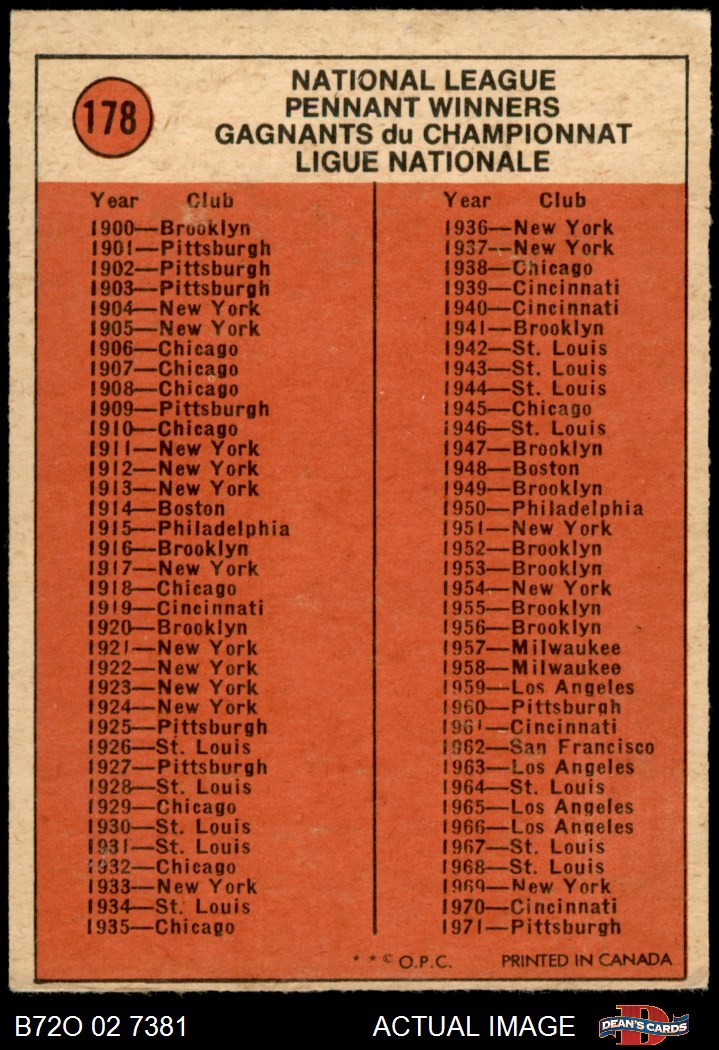 178
NATIONAL LEAGUE
PENNANT WINNERS
GAGNANTS du CHAMPIONNAT
LIGUE NATIONALE
Year Club
1900—Brooklyn
1901—Pittsburgh
1902—Pittsburgh
1903—Pittsburgh
1904—New York
1905—New York
1906—Chicago
1907—Chicago
1908—Chicago
1909—Pittsburgh
1910—Chicago
1911—New York
1912—New York
1913—New York
1914—Boston
1915—Philadelphia
1916—Brooklyn
1917—New York
1918—Chicago
1919—Cincinnati
1920—Brooklyn
1921—New York
1922—New York
1923—New York
1924—New York
1925—Pittsburgh
1926—St. Louis
1927—Pittsburgh
1928—St. Louis
1929—Chicago
1930—St. Louis
1931—St. Louis
1932—Chicago
1933—New York
1934—St. Louis
1935—Chicago
Year Club
1936—New York
1937—New York
1938—Chicago
1939—Cincinnati
1940—Cincinnati
1941—Brooklyn
1942—St. Louis
1943—St. Louis
1944—St. Louis
1945—Chicago
1946—St. Louis
1947—Brooklyn
1948—Boston
1949—Brooklyn
1950—Philadelphia
1951—New York
1952—Brooklyn
1953—Brooklyn
1954—New York
1955—Brooklyn
1956—Brooklyn
1957—Milwaukee
1958—Milwaukee
1959—Los Angeles
1960—Pittsburgh
1961—Cincinnati
1962—San Francisco
1963—Los Angeles
1964—St. Louis
1965—Los Angeles
1966—Los Angeles
1967—St. Louis
1968—St. Louis
1969—New York
1970—Cincinnati
1971—Pittsburgh
* * © O.P.C. PRINTED IN CANADA
B72O 02 7381 ACTUAL IMAGE D DEAN'S CARDS